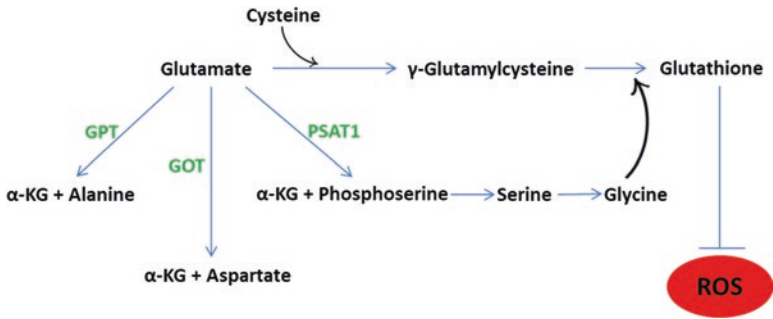 Cysteine
Glutamate
γ-Glutamylcysteine
Glutathione
GPT
GOT
PSAT1
α-KG + Alanine
α-KG + Phosphoserine
Serine
Glycine
α-KG + Aspartate
ROS